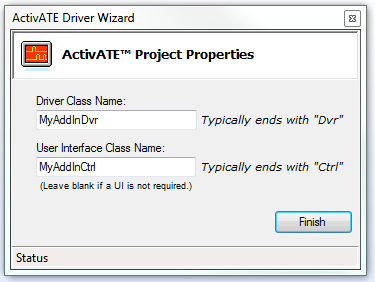 ActivATE Driver Wizard
ActivATE™ Project Properties
Driver Class Name:
MyAddInDvr Typically ends with "Dvr"
User Interface Class Name:
MyAddInCtrl Typically ends with "Ctrl"
(Leave blank if a UI is not required.)
Finish
Status